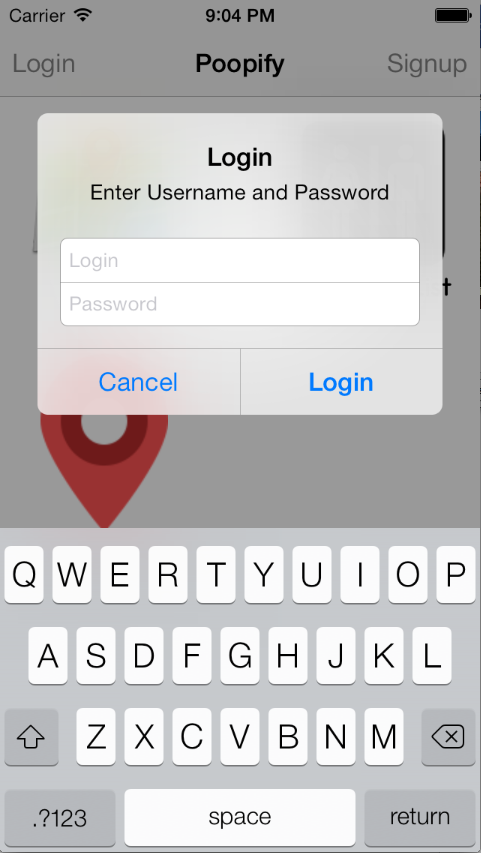 Carrier 9:04 PM
Login Poopify Signup
Login
Enter Username and Password
Login
Password
Cancel Login
Q W E R T Y U I O P
A S D F G H J K L
Z X C V B N M
.?123 space return